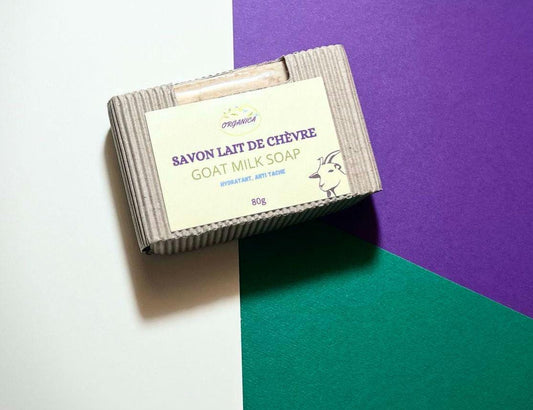 ORGANICA
SAVON LAIT DE CHÈVRE
GOAT MILK SOAP
HYDRATANT, ANTI TACHE
80g